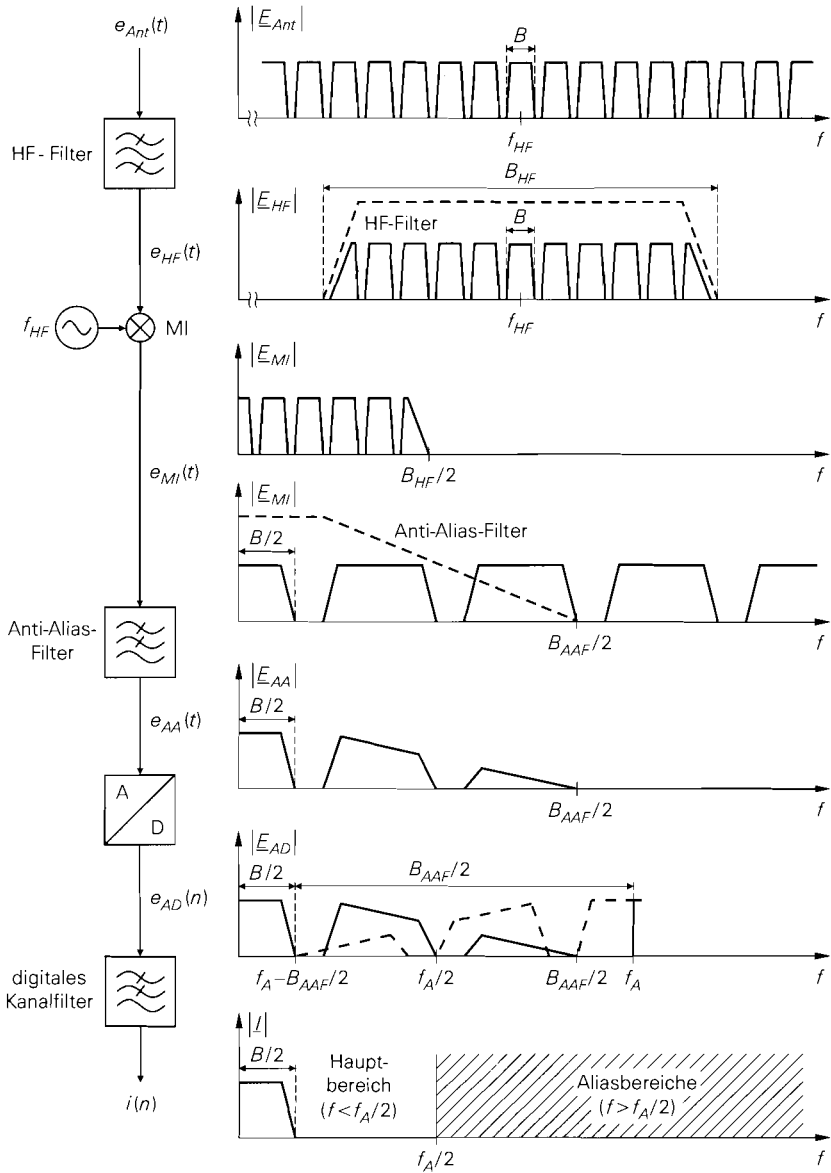 e_Ant(t)
HF - Filter
e_HF(t)
f_HF
MI
e_MI(t)
Anti-Alias-
Filter
e_AA(t)
A
D
e_AD(n)
digitales
Kanalfilter
i(n)
|E_Ant|
B
f_HF
f
B_HF
|E_HF|
HF-Filter
B
f_HF
f
|E_MI|
B_HF/2
f
|E_MI|
B/2
Anti-Alias-Filter
B_AAF/2
f
|E_AA|
B/2
B_AAF/2
f
|E_AD|
B/2
B_AAF/2
f_A–B_AAF/2
f_A/2
B_AAF/2
f_A
f
|I|
B/2
Haupt-
bereich
(f<f_A/2)
Aliasbereiche
(f>f_A/2)
f_A/2
f